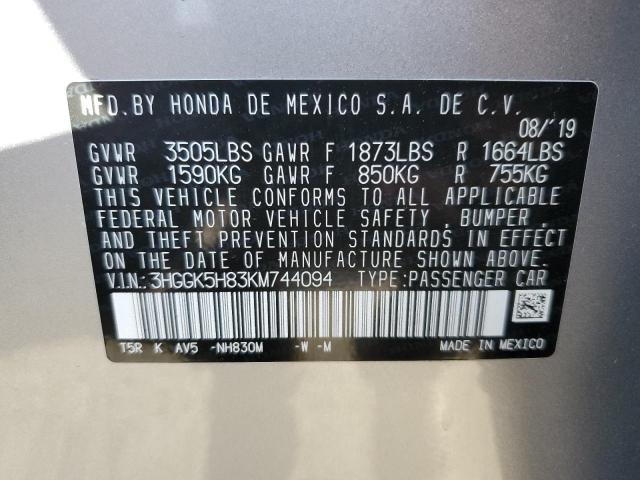 MFD. BY HONDA DE MEXICO S.A. DE C.V.
08/'19
GVWR 3505LBS GAWR F 1873LBS R 1664LBS
GVWR 1590KG GAWR F 850KG R 755KG
THIS VEHICLE CONFORMS TO ALL APPLICABLE
FEDERAL MOTOR VEHICLE SAFETY, BUMPER,
AND THEFT PREVENTION STANDARDS IN EFFECT
ON THE DATE OF MANUFACTURE SHOWN ABOVE.
V.I.N.: 3HGGK5H83KM744094 TYPE: PASSENGER CAR
T5R K AV5 -NH830M -W -M MADE IN MEXICO